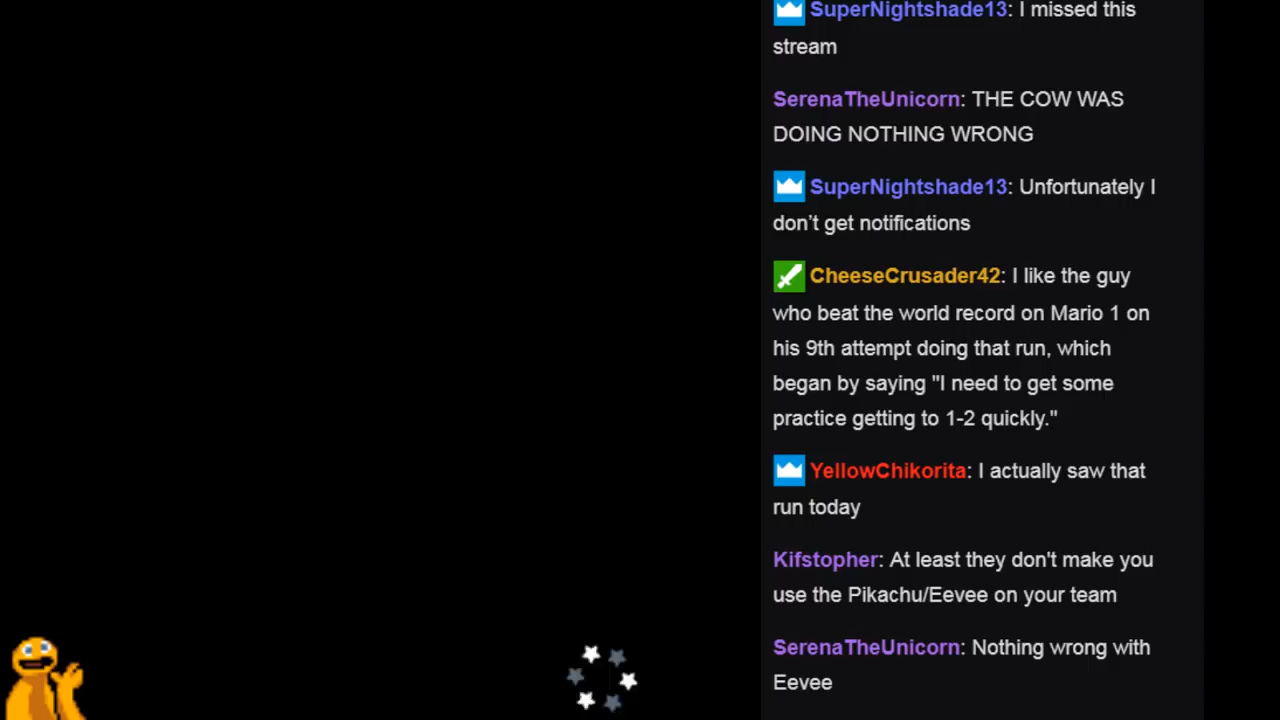 SuperNightshade13: I missed this
stream
SerenaTheUnicorn: THE COW WAS
DOING NOTHING WRONG
SuperNightshade13: Unfortunately I
don’t get notifications
CheeseCrusader42: I like the guy
who beat the world record on Mario 1 on
his 9th attempt doing that run, which
began by saying "I need to get some
practice getting to 1-2 quickly."
YellowChikorita: I actually saw that
run today
Kifstopher: At least they don't make you
use the Pikachu/Eevee on your team
SerenaTheUnicorn: Nothing wrong with
Eevee